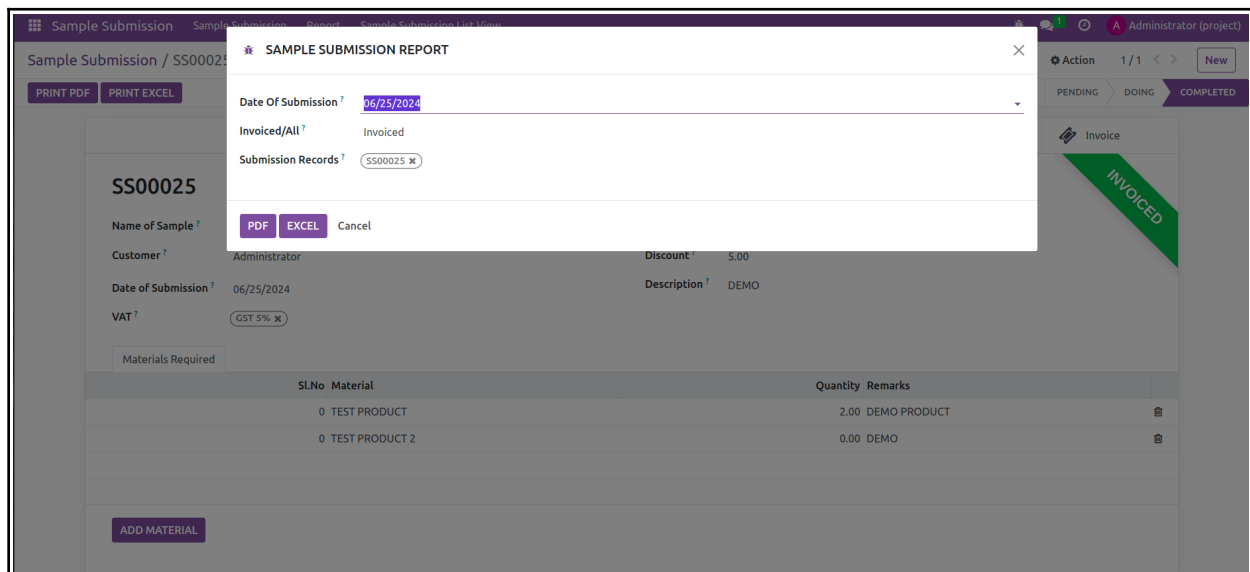 Sample Submission Sample Submission Report Sample Submission List View 1 A Administrator (project)
SAMPLE SUBMISSION REPORT
Sample Submission / SS00025 Action 1 / 1 New
PRINT PDF PRINT EXCEL PENDING DOING COMPLETED
Date Of Submission ? 06/25/2024
Invoiced/All ? Invoiced
Invoice
Submission Records ? SS00025
INVOICED
SS00025
Name of Sample ?
PDF EXCEL Cancel
Customer ? Administrator Discount ? 5.00
Date of Submission ? 06/25/2024 Description ? DEMO
VAT ? GST 5%
Materials Required
Sl.No Material Quantity Remarks
0 TEST PRODUCT 2.00 DEMO PRODUCT
0 TEST PRODUCT 2 0.00 DEMO
ADD MATERIAL